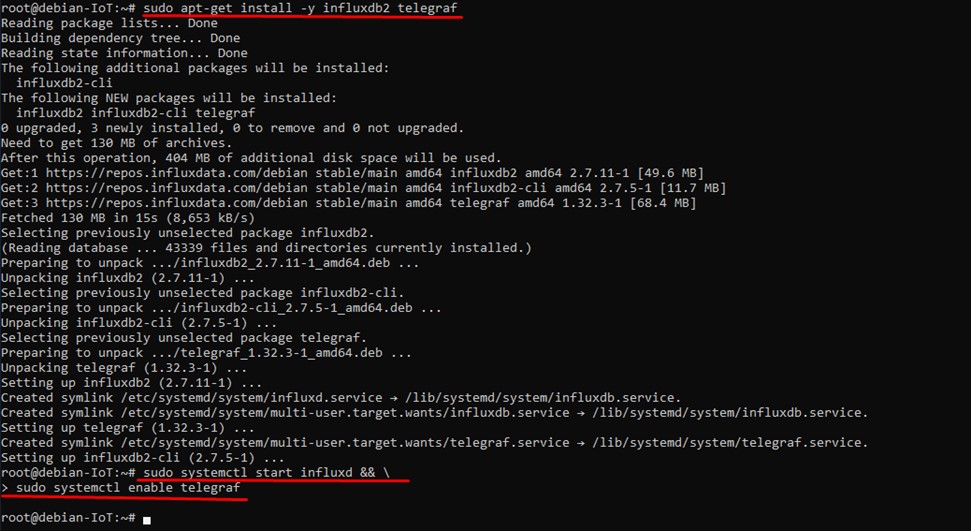 root@debian-IoT:~# sudo apt-get install -y influxdb2 telegraf
Reading package lists... Done
Building dependency tree... Done
Reading state information... Done
The following additional packages will be installed:
  influxdb2-cli
The following NEW packages will be installed:
  influxdb2 influxdb2-cli telegraf
0 upgraded, 3 newly installed, 0 to remove and 0 not upgraded.
Need to get 130 MB of archives.
After this operation, 404 MB of additional disk space will be used.
Get:1 https://repos.influxdata.com/debian stable/main amd64 influxdb2 amd64 2.7.11-1 [49.6 MB]
Get:2 https://repos.influxdata.com/debian stable/main amd64 influxdb2-cli amd64 2.7.5-1 [11.7 MB]
Get:3 https://repos.influxdata.com/debian stable/main amd64 telegraf amd64 1.32.3-1 [68.4 MB]
Fetched 130 MB in 15s (8,653 kB/s)
Selecting previously unselected package influxdb2.
(Reading database ... 43339 files and directories currently installed.)
Preparing to unpack .../influxdb2_2.7.11-1_amd64.deb ...
Unpacking influxdb2 (2.7.11-1) ...
Selecting previously unselected package influxdb2-cli.
Preparing to unpack .../influxdb2-cli_2.7.5-1_amd64.deb ...
Unpacking influxdb2-cli (2.7.5-1) ...
Selecting previously unselected package telegraf.
Preparing to unpack .../telegraf_1.32.3-1_amd64.deb ...
Unpacking telegraf (1.32.3-1) ...
Setting up influxdb2 (2.7.11-1) ...
Created symlink /etc/systemd/system/influxd.service → /lib/systemd/system/influxdb.service.
Created symlink /etc/systemd/system/multi-user.target.wants/influxdb.service → /lib/systemd/system/influxdb.service.
Setting up telegraf (1.32.3-1) ...
Created symlink /etc/systemd/system/multi-user.target.wants/telegraf.service → /lib/systemd/system/telegraf.service.
Setting up influxdb2-cli (2.7.5-1) ...
root@debian-IoT:~# sudo systemctl start influxd && \
> sudo systemctl enable telegraf
root@debian-IoT:~#